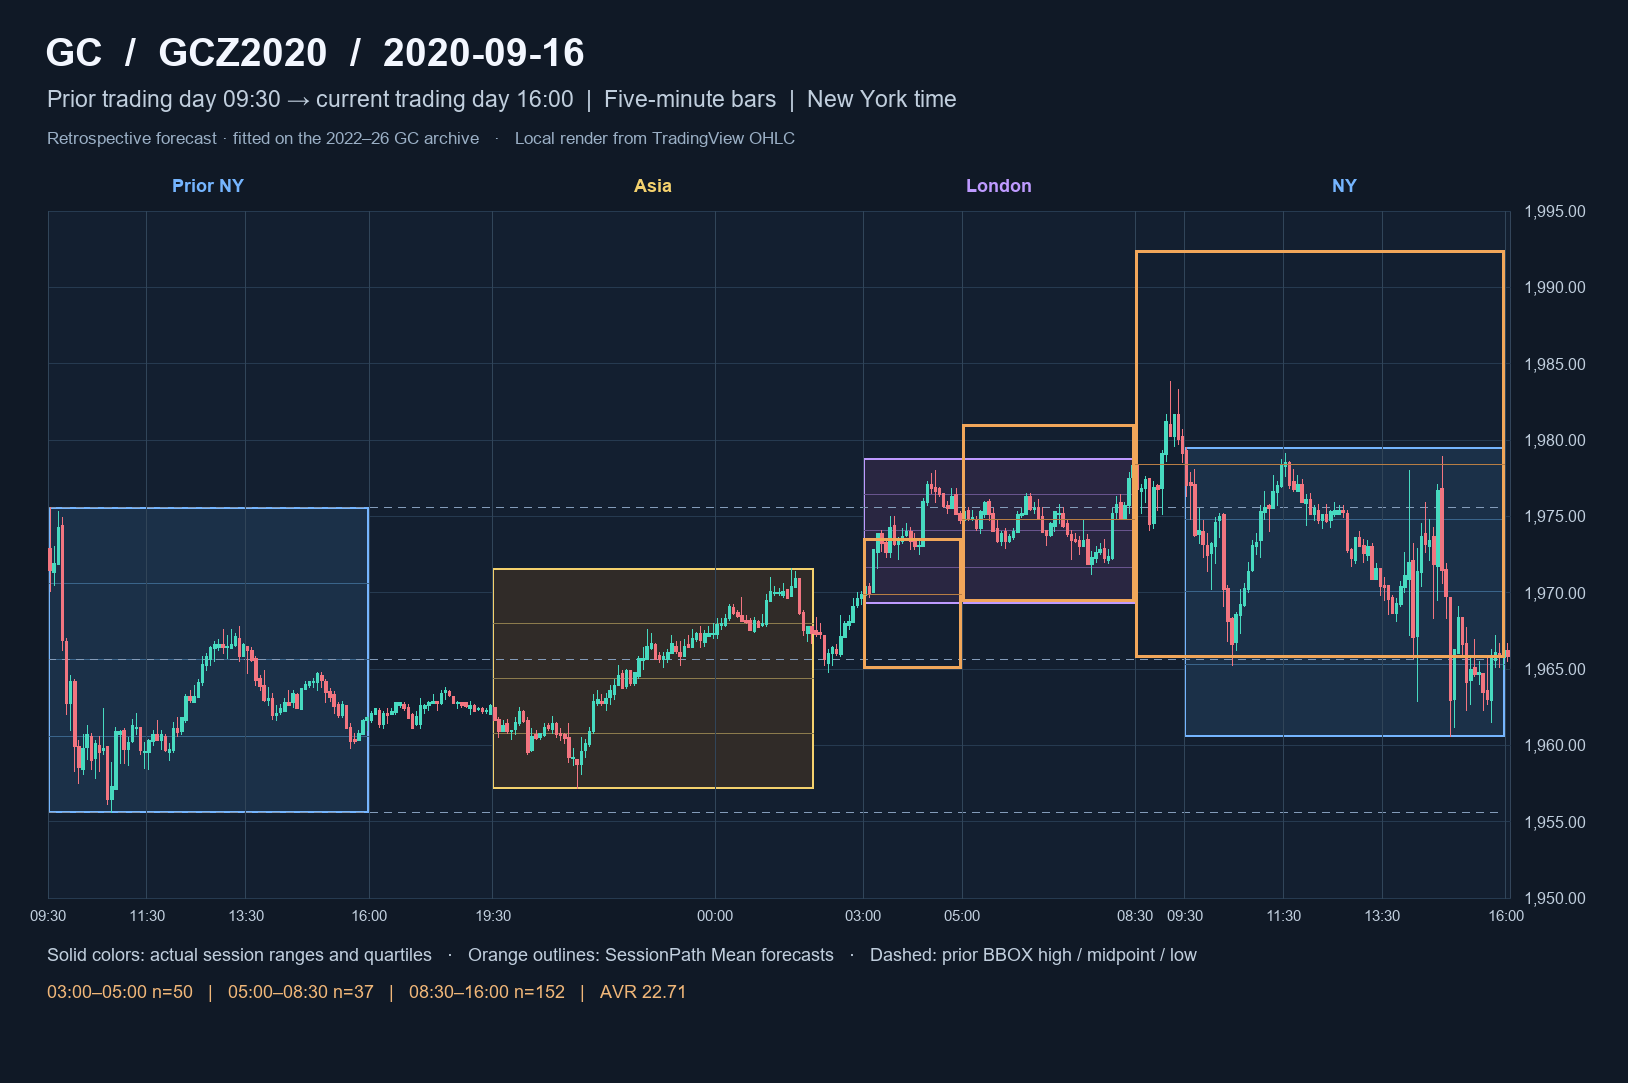 GC / GCZ2020 / 2020-09-16
Prior trading day 09:30 → current trading day 16:00 | Five-minute bars | New York time
Retrospective forecast · fitted on the 2022–26 GC archive · Local render from TradingView OHLC
Prior NY Asia London NY
1,995.00
1,990.00
1,985.00
1,980.00
1,975.00
1,970.00
1,965.00
1,960.00
1,955.00
1,950.00
09:30 11:30 13:30 16:00 19:30 00:00 03:00 05:00 08:30 09:30 11:30 13:30 16:00
Solid colors: actual session ranges and quartiles · Orange outlines: SessionPath Mean forecasts · Dashed: prior BBOX high / midpoint / low
03:00–05:00 n=50 | 05:00–08:30 n=37 | 08:30–16:00 n=152 | AVR 22.71